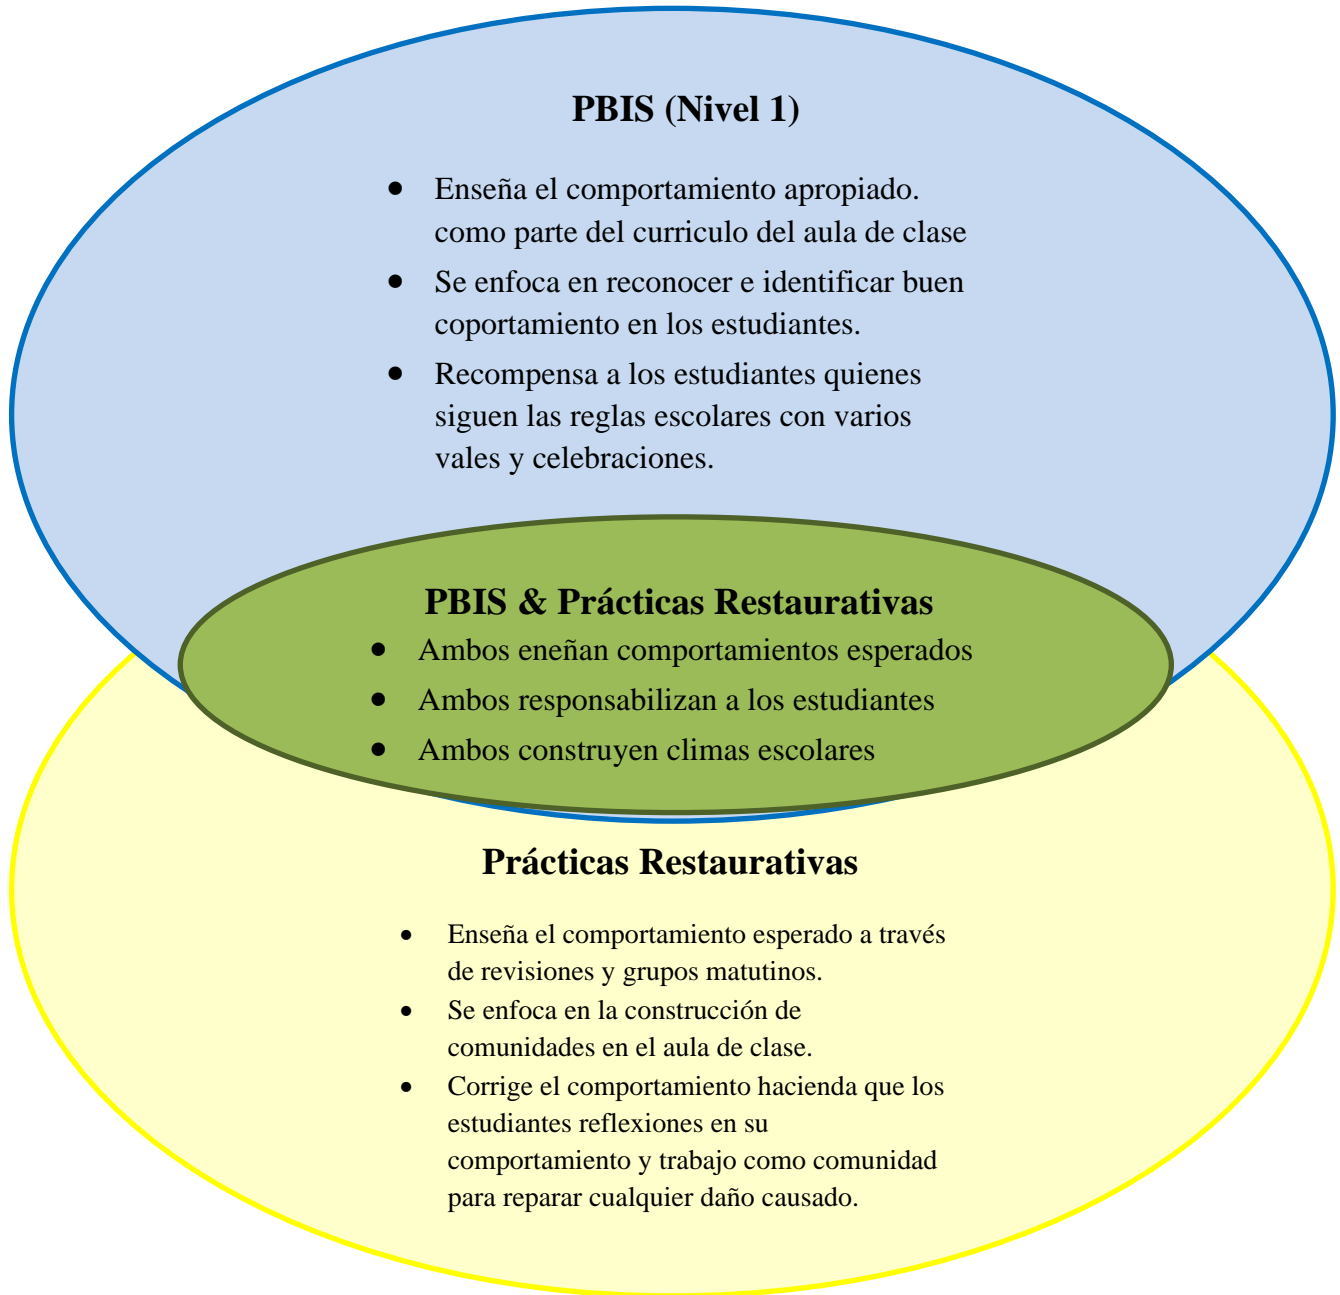 PBIS (Nivel 1)
• Enseña el comportamiento apropiado.
como parte del curriculo del aula de clase
• Se enfoca en reconocer e identificar buen
coportamiento en los estudiantes.
• Recompensa a los estudiantes quienes
siguen las reglas escolares con varios
vales y celebraciones.
PBIS & Prácticas Restaurativas
• Ambos eneñan comportamientos esperados
• Ambos responsabilizan a los estudiantes
• Ambos construyen climas escolares
Prácticas Restaurativas
• Enseña el comportamiento esperado a través
de revisiones y grupos matutinos.
• Se enfoca en la construcción de
comunidades en el aula de clase.
• Corrige el comportamiento hacienda que los
estudiantes reflexiones en su
comportamiento y trabajo como comunidad
para reparar cualquier daño causado.